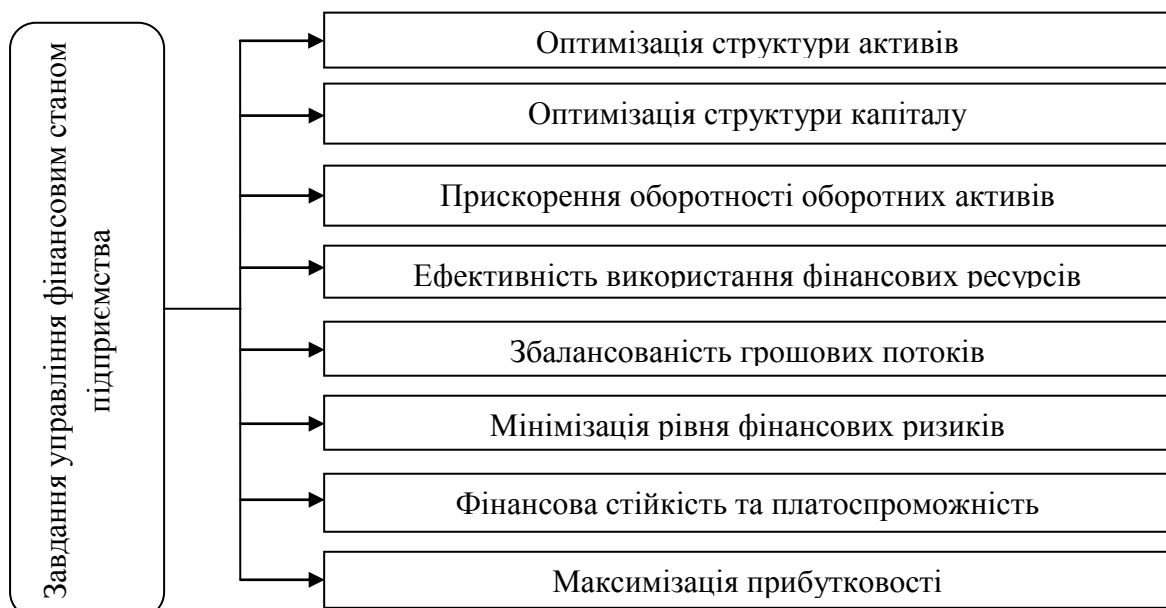 Завдання управління фінансовим станом
підприємства
Оптимізація структури активів
Оптимізація структури капіталу
Прискорення оборотності оборотних активів
Ефективність використання фінансових ресурсів
Збалансованість грошових потоків
Мінімізація рівня фінансових ризиків
Фінансова стійкість та платоспроможність
Максимізація прибутковості